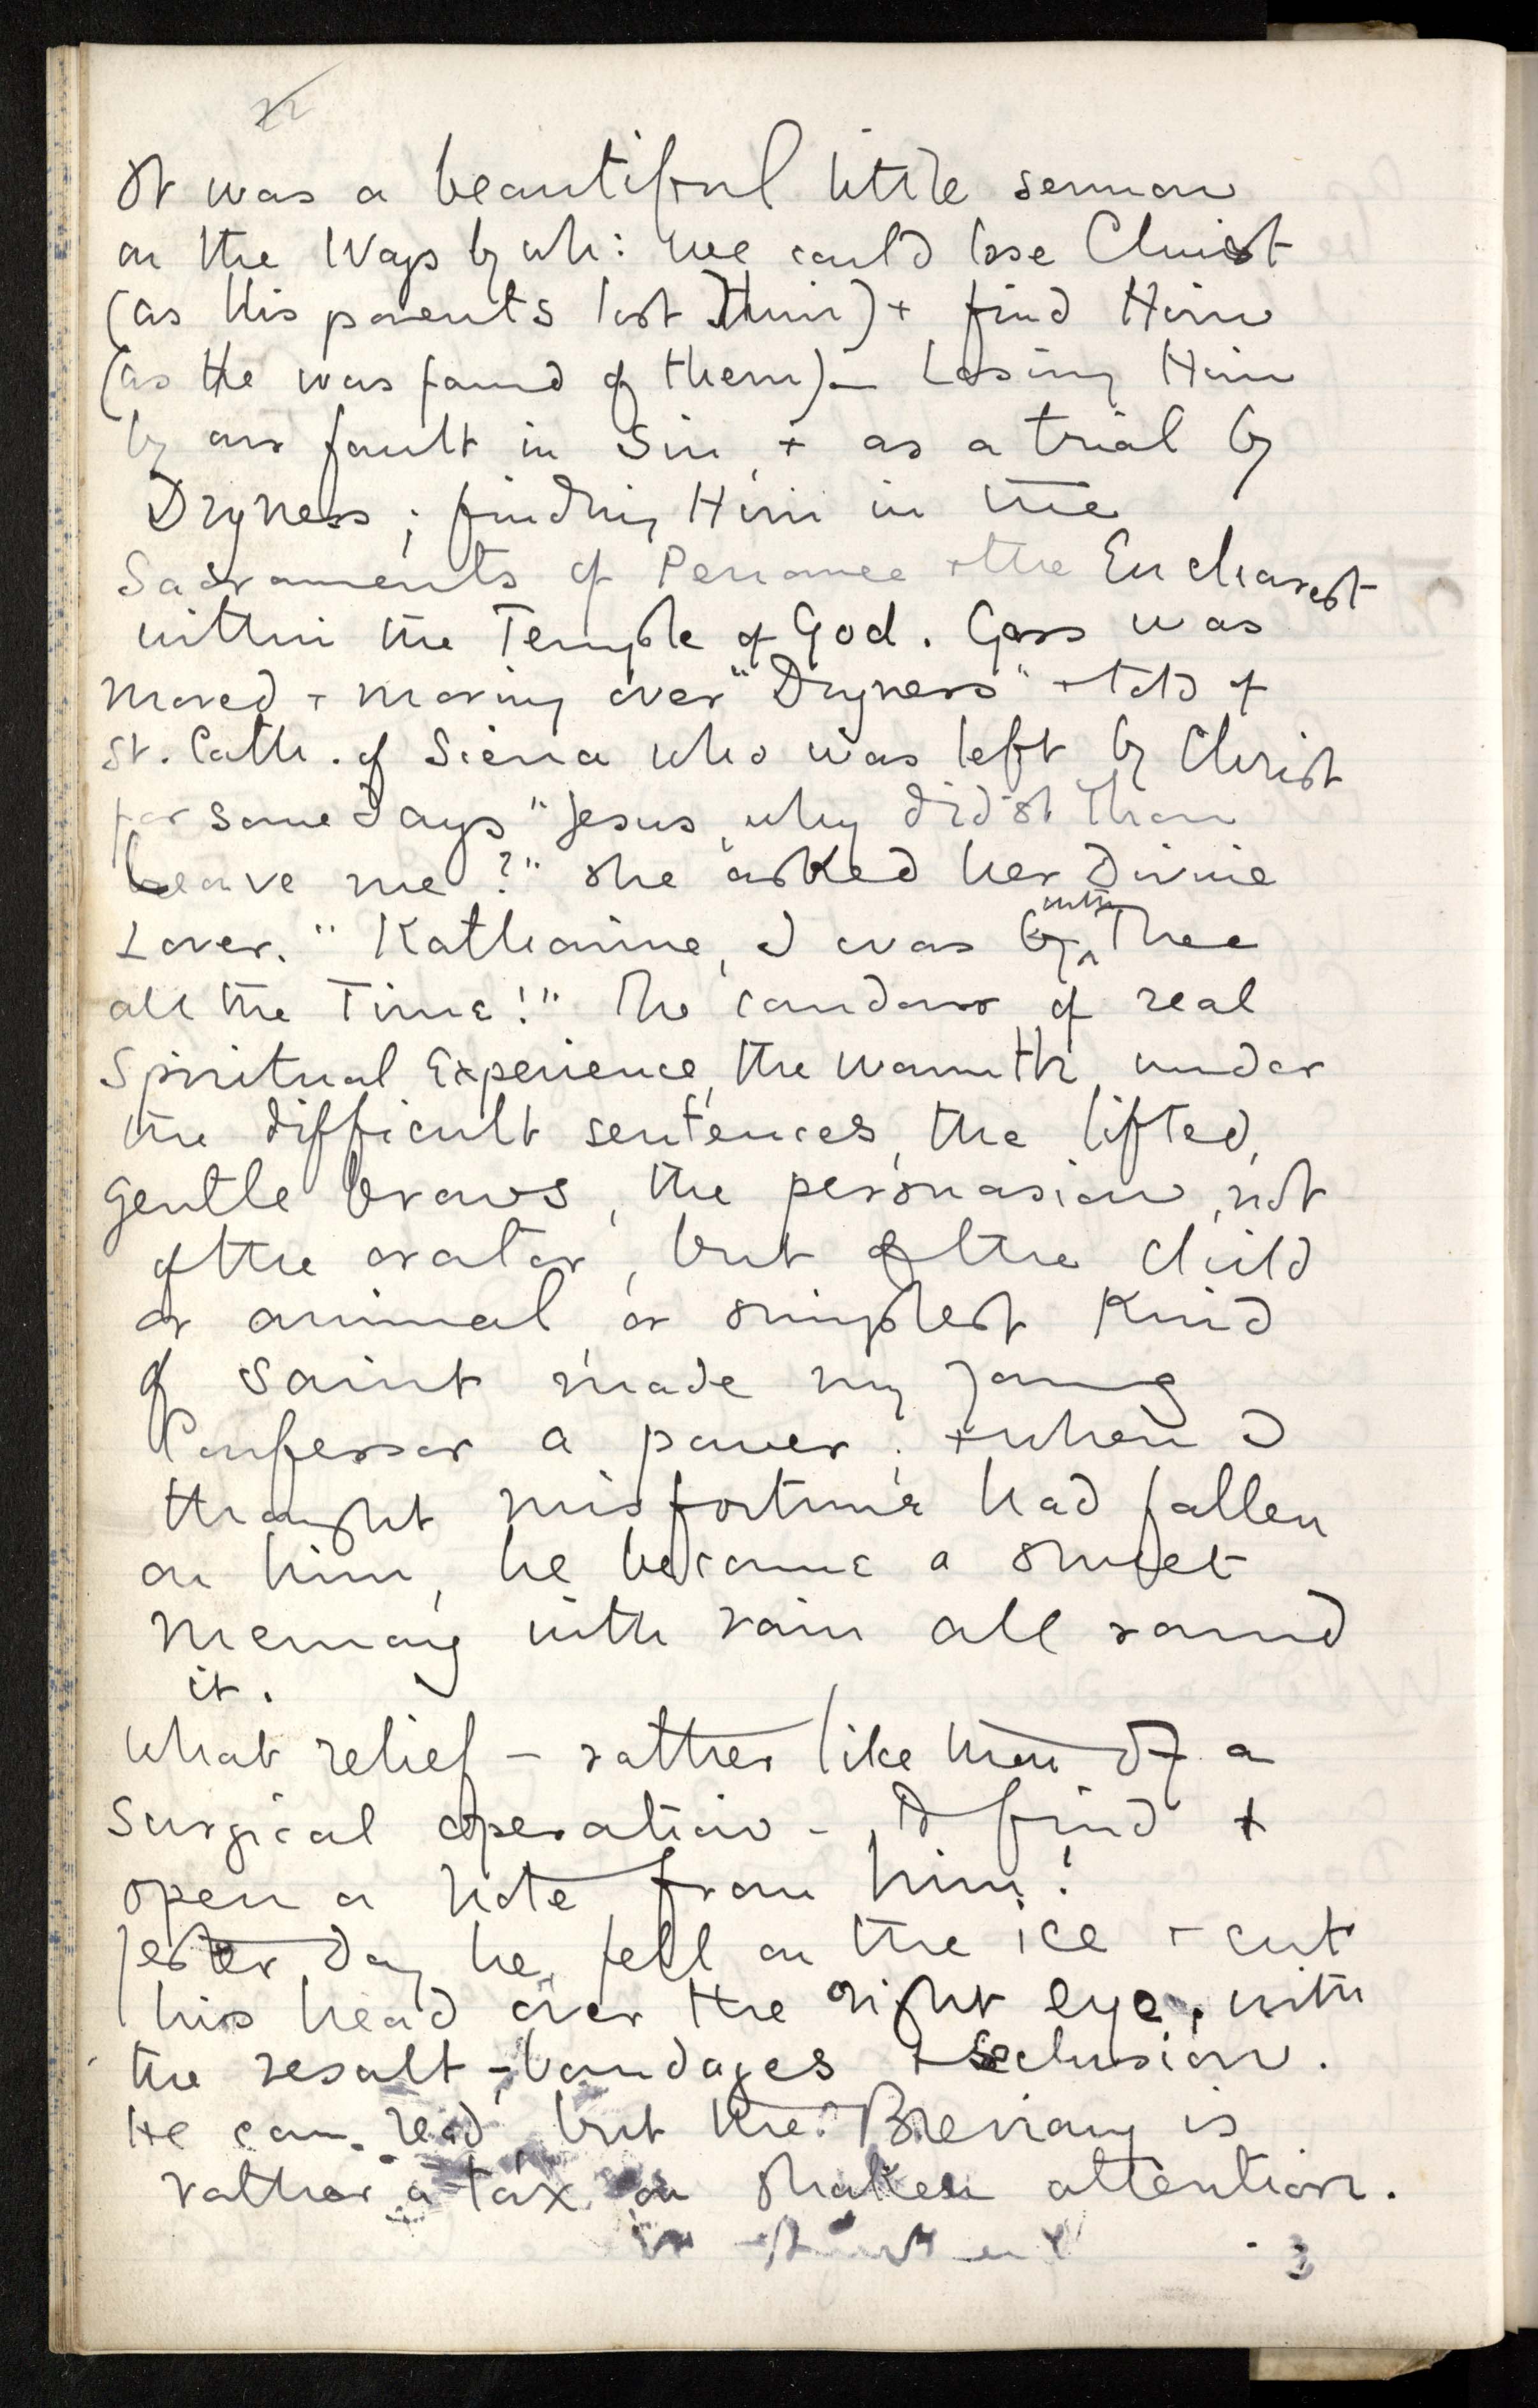 It was a beautiful little sermon
on the Ways by wh: we could lose Christ
(as His parents lost Him) + find Him
(as He was found of them) – Losing Him
by our fault in Sin, + as a trial by
Dryness; finding Him in the
Sacraments of Penance + the Eucharist
within the Temple of God. Goss was
moved + moving over "Dryness" + told of
St. Cath. of Siena who was left by Christ
for some days "Jesus, why didst Thou
leave me?" she asked her Divine
Lover. "Katharine, I was by with Thee
all the Time!" The candour of real
Spiritual Experience, the warmth under
the difficult sentences, the lifted,
gentle brows, the persuasion, not
of the orator, but of the child
or animal or simplest Kind
of Saint made my young
Confessor a power; + when I
thought misfortune had fallen
on him, he became a sweet
memory with rain all round
it.
What relief – rather like that of a
Surgical operation – to find +
open a note from him!
Yesterday he fell on the ice + cut
his head over the right eye, with
the result – bandages + seclusion.
He can read, but the Breviary is
rather a tax on shaken attention.